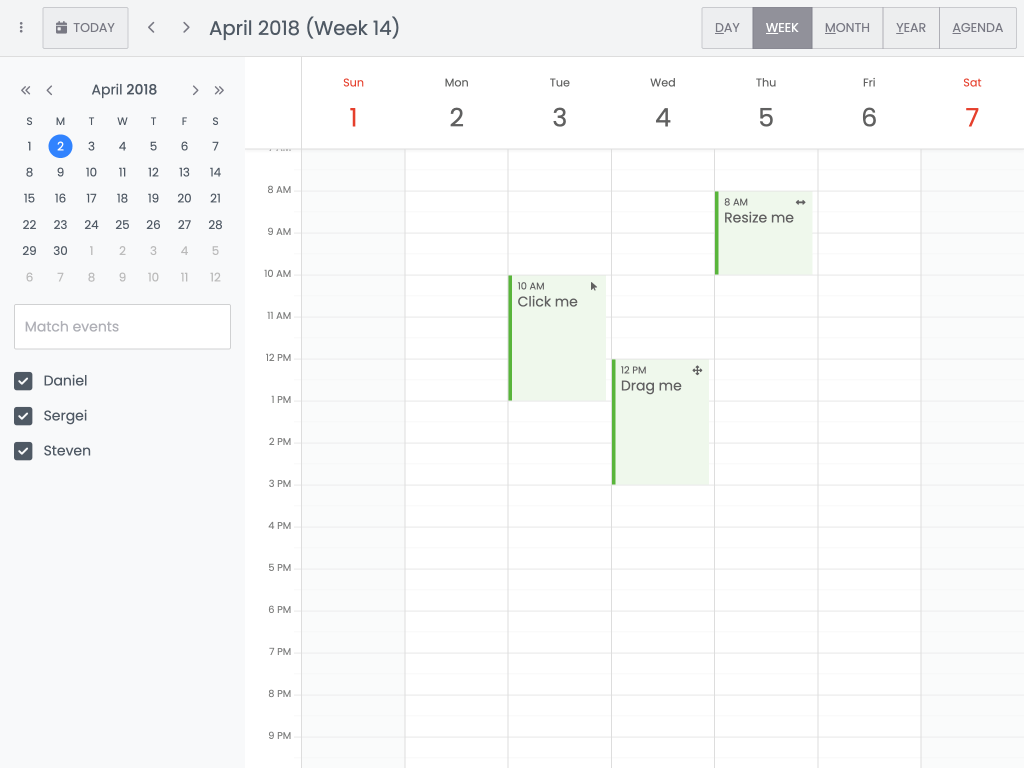 TODAY
April 2018 (Week 14)
DAY
WEEK
MONTH
YEAR
AGENDA
April 2018
S M T W T F S
1 2 3 4 5 6 7
8 9 10 11 12 13 14
15 16 17 18 19 20 21
22 23 24 25 26 27 28
29 30 1 2 3 4 5
6 7 8 9 10 11 12
Match events
Daniel
Sergei
Steven
Sun Mon Tue Wed Thu Fri Sat
1 2 3 4 5 6 7
8 AM
9 AM
10 AM
11 AM
12 PM
1 PM
2 PM
3 PM
4 PM
5 PM
6 PM
7 PM
8 PM
9 PM
10 AM
Click me
12 PM
Drag me
8 AM
Resize me